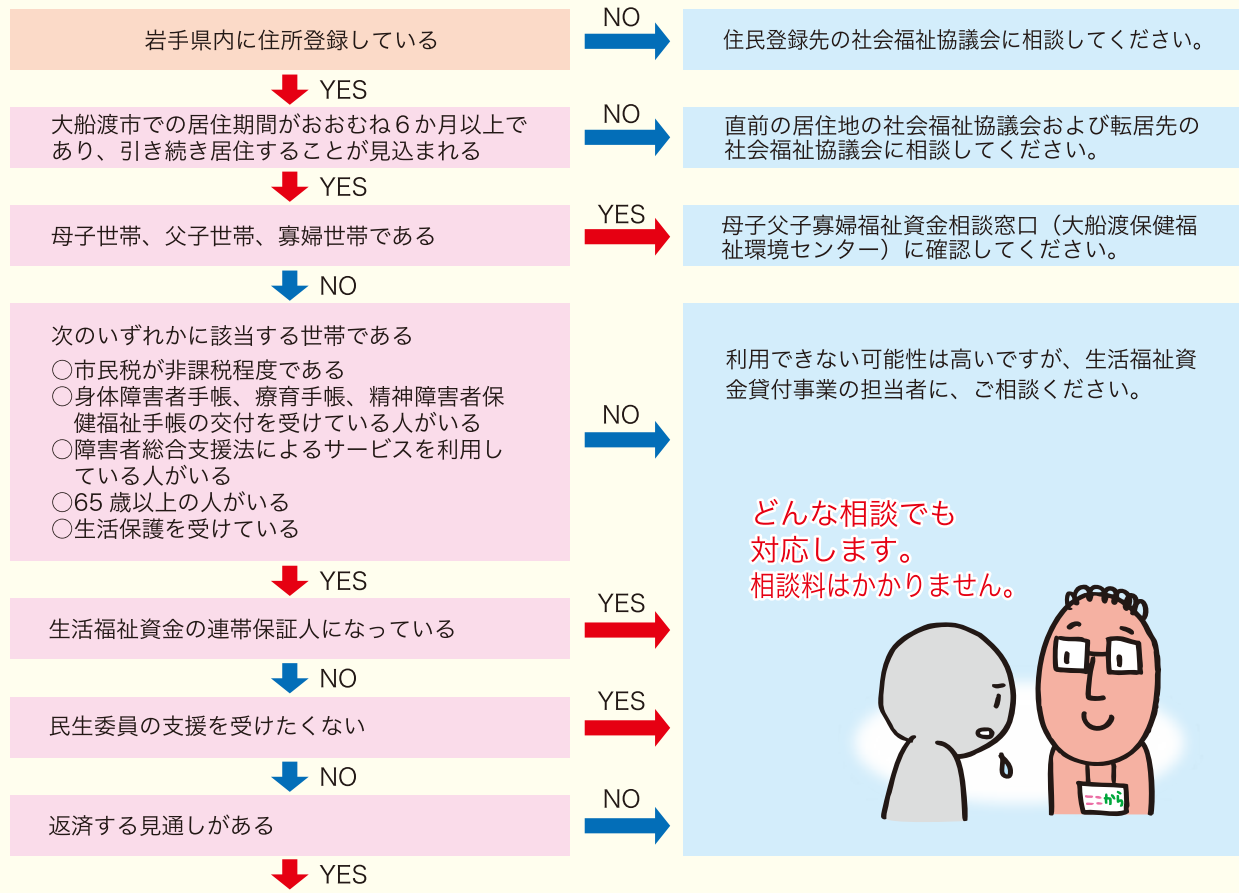 岩手県内に住所登録している
NO
住民登録先の社会福祉協議会に相談してください。
YES
大船渡市での居住期間がおおむね６か月以上で
あり、引き続き居住することが見込まれる
NO
直前の居住地の社会福祉協議会および転居先の
社会福祉協議会に相談してください。
YES
母子世帯、父子世帯、寡婦世帯である
YES
母子父子寡婦福祉資金相談窓口（大船渡保健福
祉環境センター）に確認してください。
NO
次のいずれかに該当する世帯である
○市民税が非課税程度である
○身体障害者手帳、療育手帳、精神障害者保
健福祉手帳の交付を受けている人がいる
○障害者総合支援法によるサービスを利用し
ている人がいる
○65 歳以上の人がいる
○生活保護を受けている
NO
利用できない可能性は高いですが、生活福祉資
金貸付事業の担当者に、ご相談ください。
どんな相談でも
対応します。
相談料はかかりません。
YES
生活福祉資金の連帯保証人になっている
YES
NO
民生委員の支援を受けたくない
YES
NO
返済する見通しがある
NO
ここから
YES